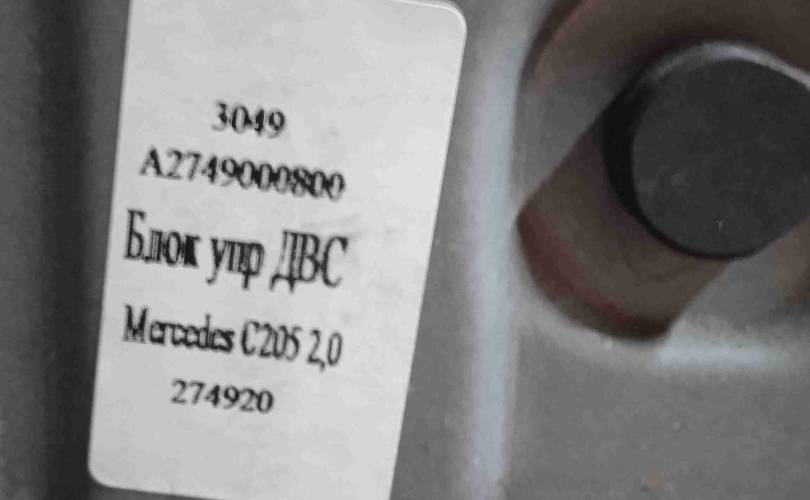 3049
A2749000800
Блок упр ДВС
Mercedes C205 2,0
274920